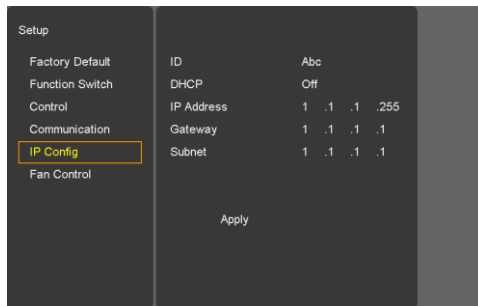 Setup
Factory Default
Function Switch
Control
Communication
IP Config
Fan Control
ID Abc
DHCP Off
IP Address 1 .1 .1 .255
Gateway 1 .1 .1 .1
Subnet 1 .1 .1 .1
Apply